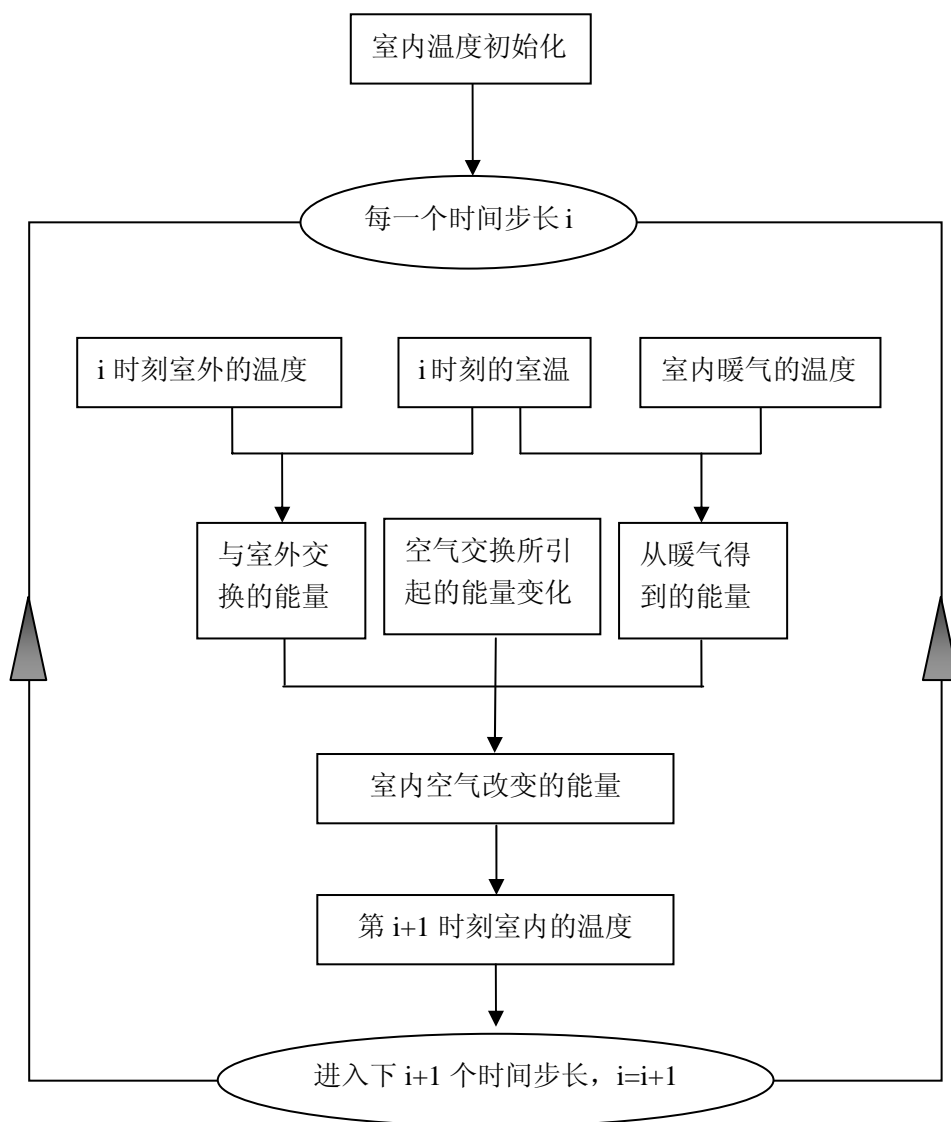 室内温度初始化
每一个时间步长 i
i 时刻室外的温度
i 时刻的室温
室内暖气的温度
与室外交
换的能量
空气交换所引
起的能量变化
从暖气得
到的能量
室内空气改变的能量
第 i+1 时刻室内的温度
进入下 i+1 个时间步长，i=i+1